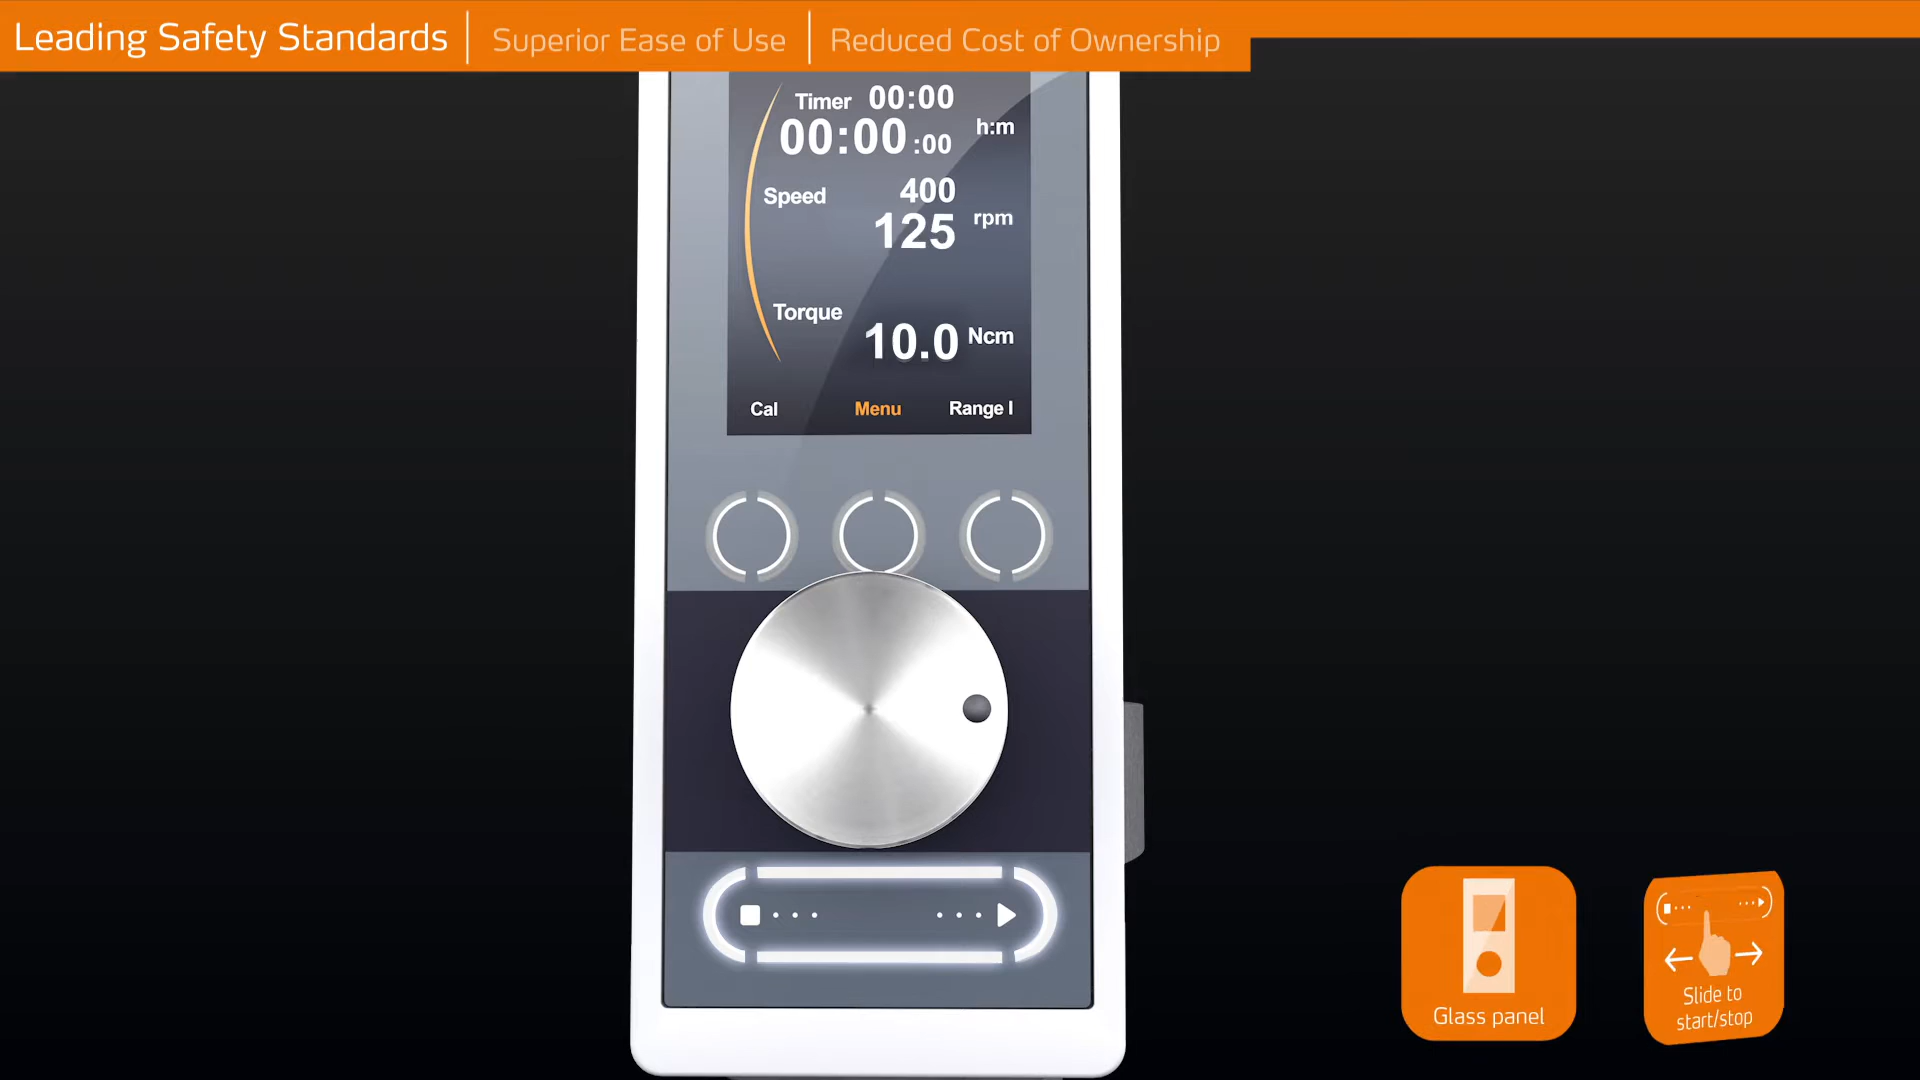 Leading Safety Standards | Superior Ease of Use | Reduced Cost of Ownership
Timer 00:00
00:00:00 h:m
Speed 400
125 rpm
Torque
10.0 Ncm
Cal Menu Range I
Glass panel
Slide to
start/stop